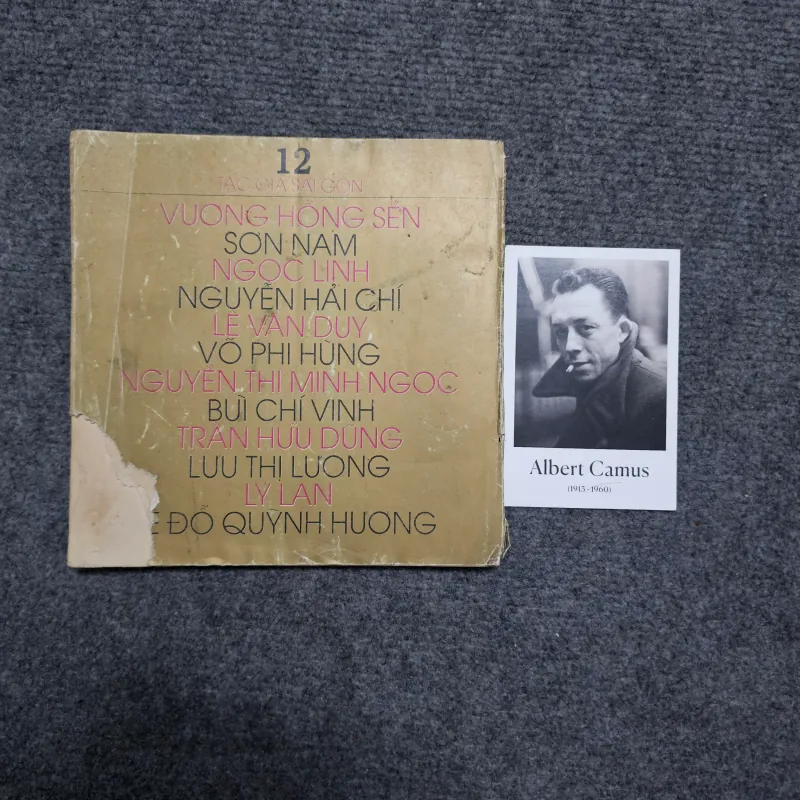 12
TÁC GIẢ SÀI GÒN
VƯƠNG HỒNG SỂN
SƠN NAM
NGỌC LINH
NGUYỄN HẢI CHÍ
LÊ VĂN DUY
VÕ PHI HÙNG
NGUYỄN THỊ MINH NGỌC
BÙI CHÍ VINH
TRẦN HỮU DŨNG
LƯU THỊ LƯƠNG
LÝ LAN
ĐỖ QUỲNH HƯƠNG
Albert Camus
(1913-1960)